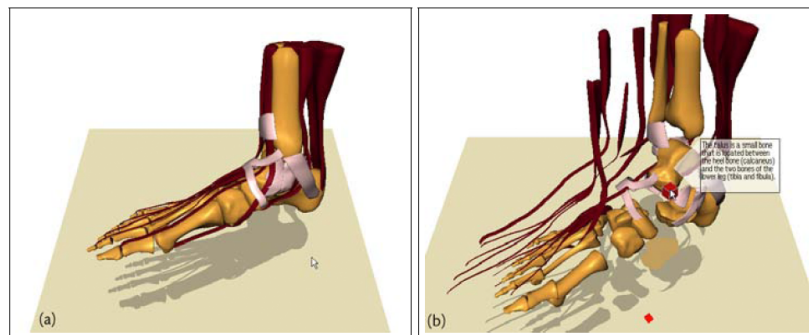 (a)
The talus is a small bone
that is located between
the heel bone (calcaneus)
and the two bones of the
lower leg (tibia and fibula).
(b)